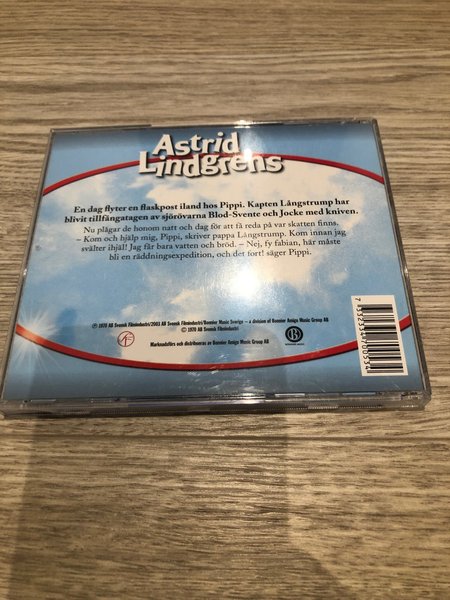 Astrid
Lindgrens
En dag flyter en flaskpost iland hos Pippi. Kapten Långstrump har
blivit tillfångatagen av sjörövarna Blod-Svente och Jocke med kniven.
Nu plågar de honom natt och dag för att få reda på var skatten finns.
– Kom och hjälp mig, Pippi, skriver pappa Långstrump. Kom innan jag
svälter ihjäl! Jag får bara vatten och bröd. – Nej, fy fabian, här måste
bli en räddningsexpedition, och det fort! säger Pippi.
℗ 1970 AB Svensk Filmindustri/2003 AB Svensk Filmindustri/Bonnier Music Sverige – a division of Bonnier Amigo Music Group AB
© 1970 AB Svensk Filmindustri
Marknadsförs och distribueras av Bonnier Amigo Music Group AB